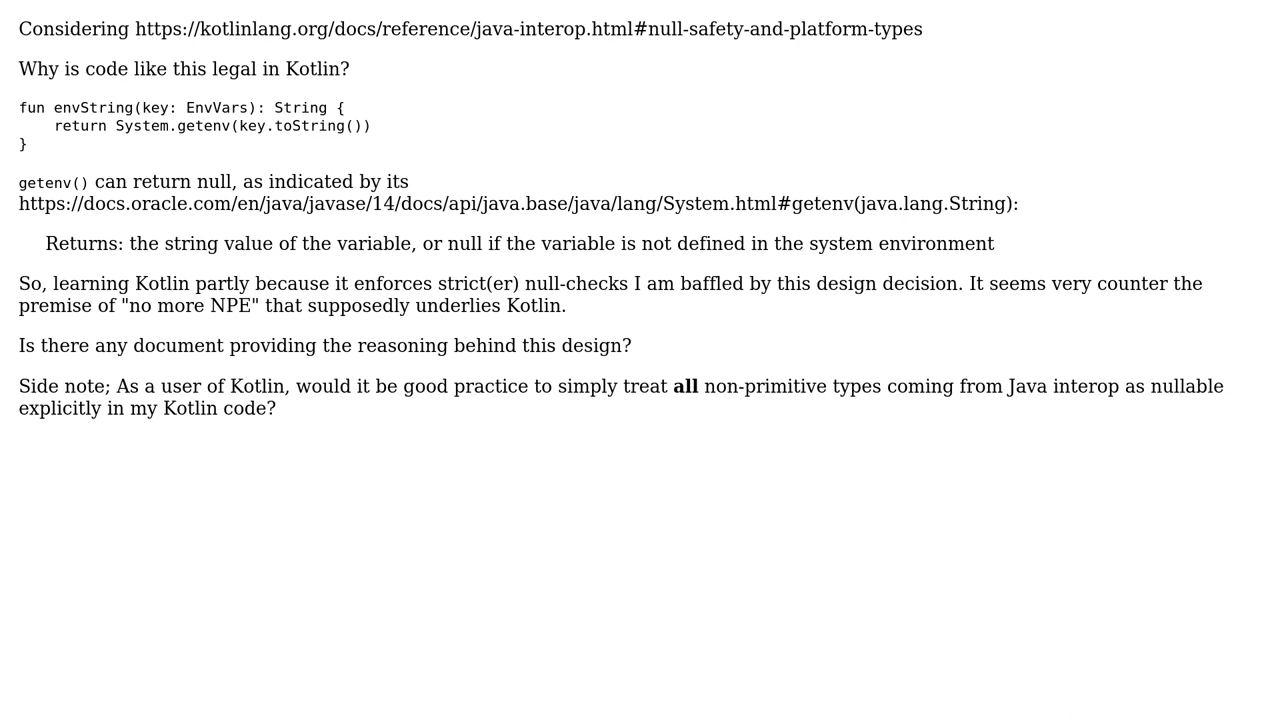 Considering https://kotlinlang.org/docs/reference/java-interop.html#null-safety-and-platform-types
Why is code like this legal in Kotlin?
fun envString(key: EnvVars): String {
    return System.getenv(key.toString())
}
getenv() can return null, as indicated by its
https://docs.oracle.com/en/java/javase/14/docs/api/java.base/java/lang/System.html#getenv(java.lang.String):
Returns: the string value of the variable, or null if the variable is not defined in the system environment
So, learning Kotlin partly because it enforces strict(er) null-checks I am baffled by this design decision. It seems very counter the
premise of "no more NPE" that supposedly underlies Kotlin.
Is there any document providing the reasoning behind this design?
Side note; As a user of Kotlin, would it be good practice to simply treat all non-primitive types coming from Java interop as nullable
explicitly in my Kotlin code?